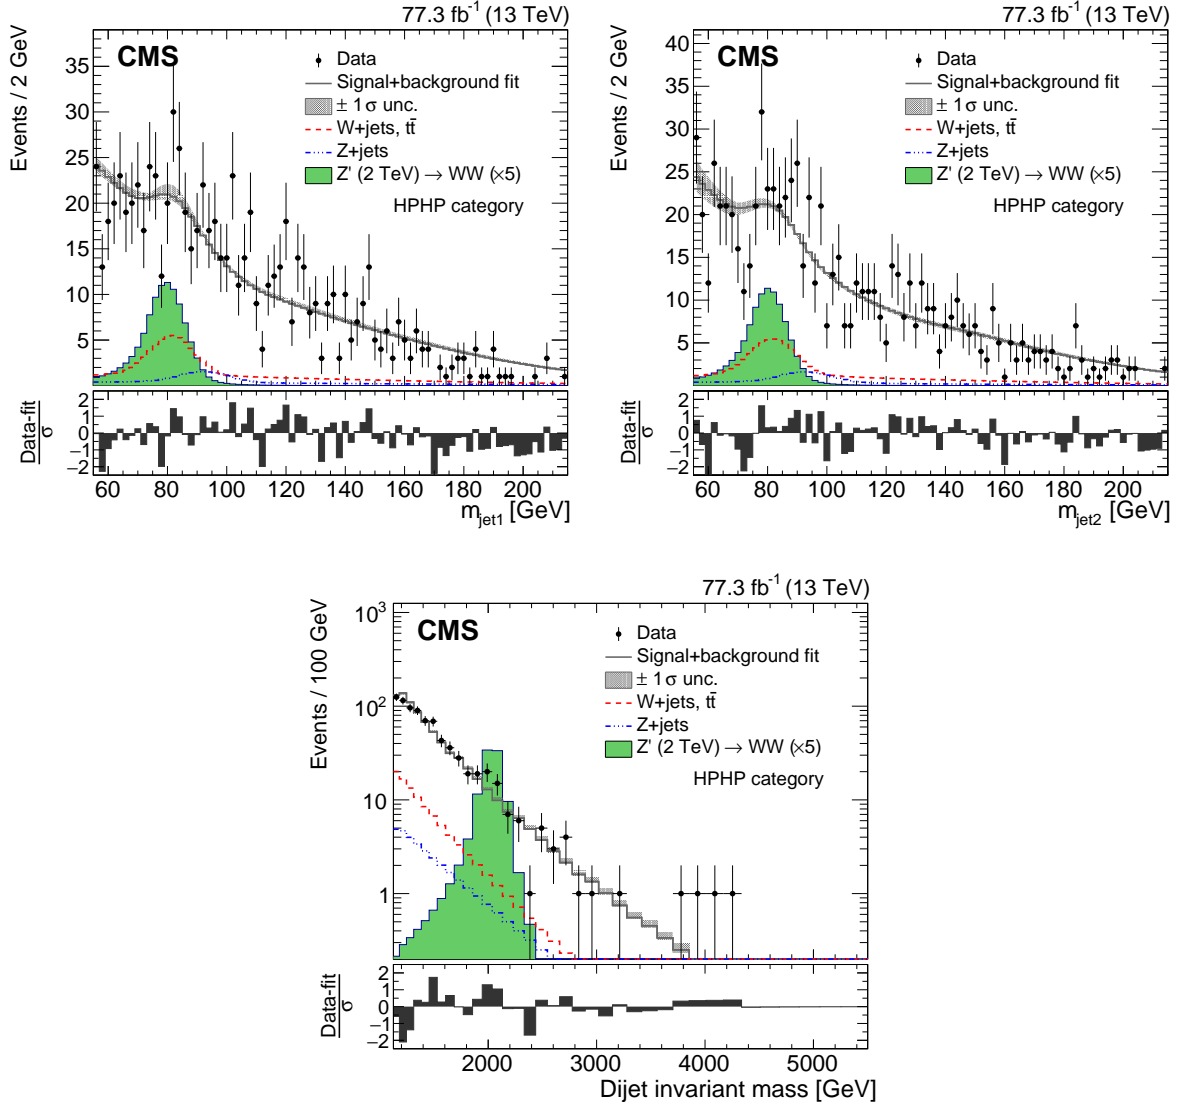 77.3 fb⁻¹ (13 TeV)
CMS
Data
Signal+background fit
± 1σ unc.
W+jets, tt̄
Z+jets
Z' (2 TeV) → WW (×5)
HPHP category
Events / 2 GeV
35
30
25
20
15
10
5
Data-fit
σ
2
1
0
−1
−2
60 80 100 120 140 160 180 200
m_jet1 [GeV]
77.3 fb⁻¹ (13 TeV)
CMS
Data
Signal+background fit
± 1σ unc.
W+jets, tt̄
Z+jets
Z' (2 TeV) → WW (×5)
HPHP category
Events / 2 GeV
40
35
30
25
20
15
10
5
Data-fit
σ
2
1
0
−1
−2
60 80 100 120 140 160 180 200
m_jet2 [GeV]
77.3 fb⁻¹ (13 TeV)
CMS
Data
Signal+background fit
± 1σ unc.
W+jets, tt̄
Z+jets
Z' (2 TeV) → WW (×5)
HPHP category
Events / 100 GeV
10³
10²
10
1
Data-fit
σ
2
1
0
−1
−2
2000 3000 4000 5000
Dijet invariant mass [GeV]